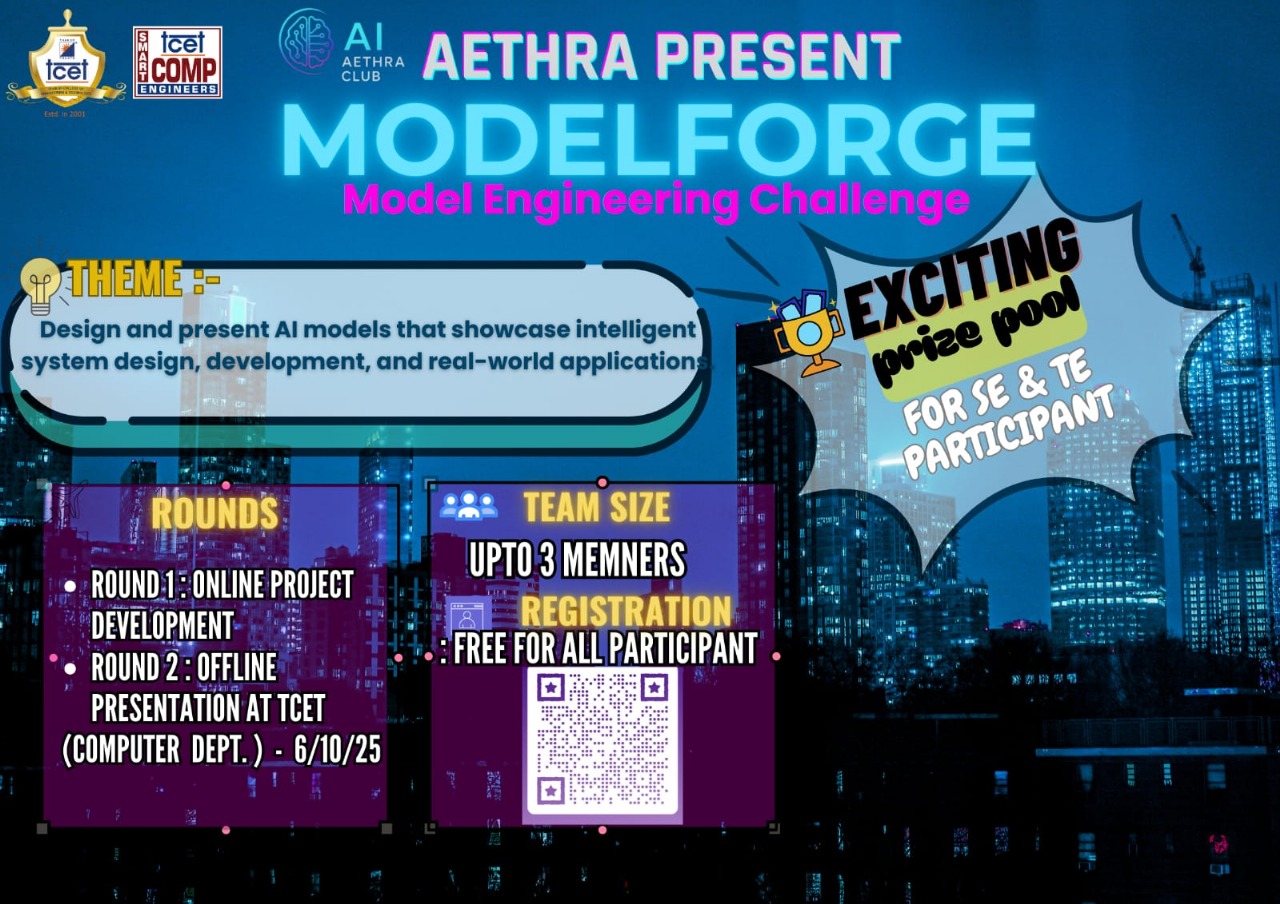 tcet
Estd. in 2001
SMART
tcet
COMP
ENGINEERS
AI
AETHRA
CLUB
AETHRA PRESENT
MODELFORGE
Model Engineering Challenge
THEME :-
Design and present AI models that showcase intelligent
system design, development, and real-world applications.
EXCITING
prize pool
FOR SE & TE
PARTICIPANT
ROUNDS
• ROUND 1 : ONLINE PROJECT
DEVELOPMENT
• ROUND 2 : OFFLINE
PRESENTATION AT TCET
(COMPUTER DEPT. ) - 6/10/25
TEAM SIZE
UPTO 3 MEMNERS
REGISTRATION
: FREE FOR ALL PARTICIPANT